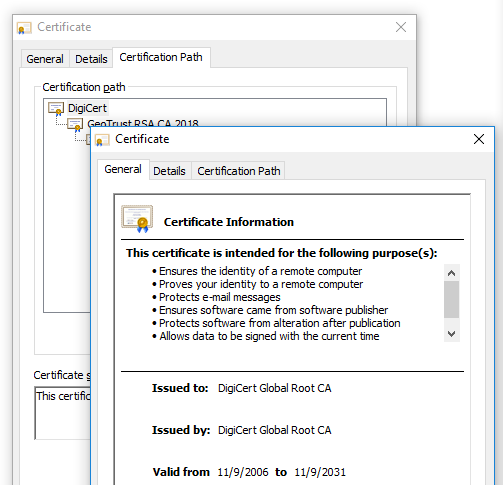 Certificate
General Details Certification Path
Certification path
DigiCert
GeoTrust RSA CA 2018
Certificate s
This certific
Certificate
General Details Certification Path
Certificate Information
This certificate is intended for the following purpose(s):
• Ensures the identity of a remote computer
• Proves your identity to a remote computer
• Protects e-mail messages
• Ensures software came from software publisher
• Protects software from alteration after publication
• Allows data to be signed with the current time
Issued to: DigiCert Global Root CA
Issued by: DigiCert Global Root CA
Valid from 11/9/2006 to 11/9/2031